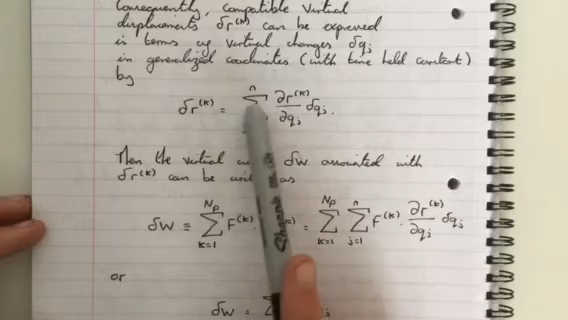 Consequently, compatible virtual
displacements δr^(k) can be expressed
in terms of virtual changes δq_j
in generalized coordinates (with time held constant)
by
δr^(k) = Σ^n ∂r^(k)/∂q_j δq_j.
Then the virtual δW associated with
δr^(k) can be as
δW ≡ Σ_{k=1}^{N_p} F^(k) · = Σ_{k=1}^{N_p} Σ_{j=1}^{n} F^(k) · ∂r^(k)/∂q_j δq_j
or
δW = Σ q_j
Sharpie